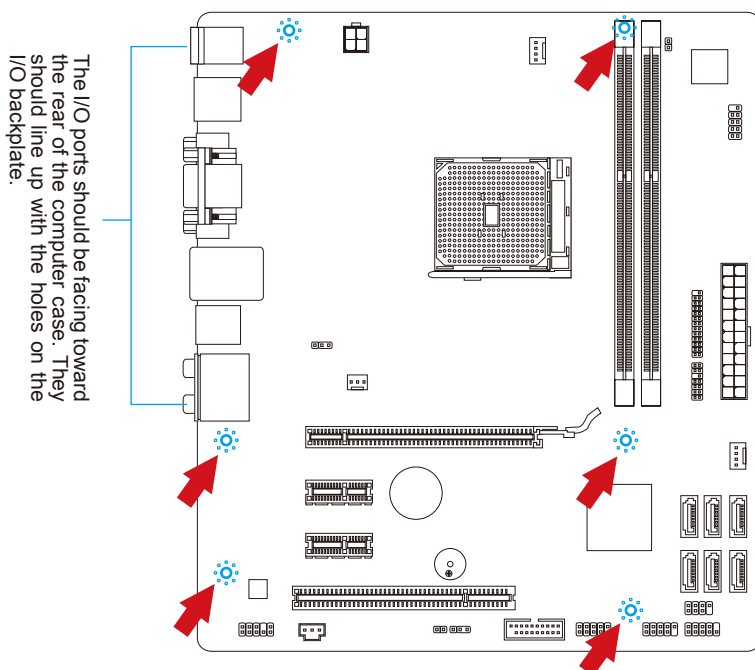 The I/O ports should be facing toward
the rear of the computer case. They
should line up with the holes on the
I/O backplate.